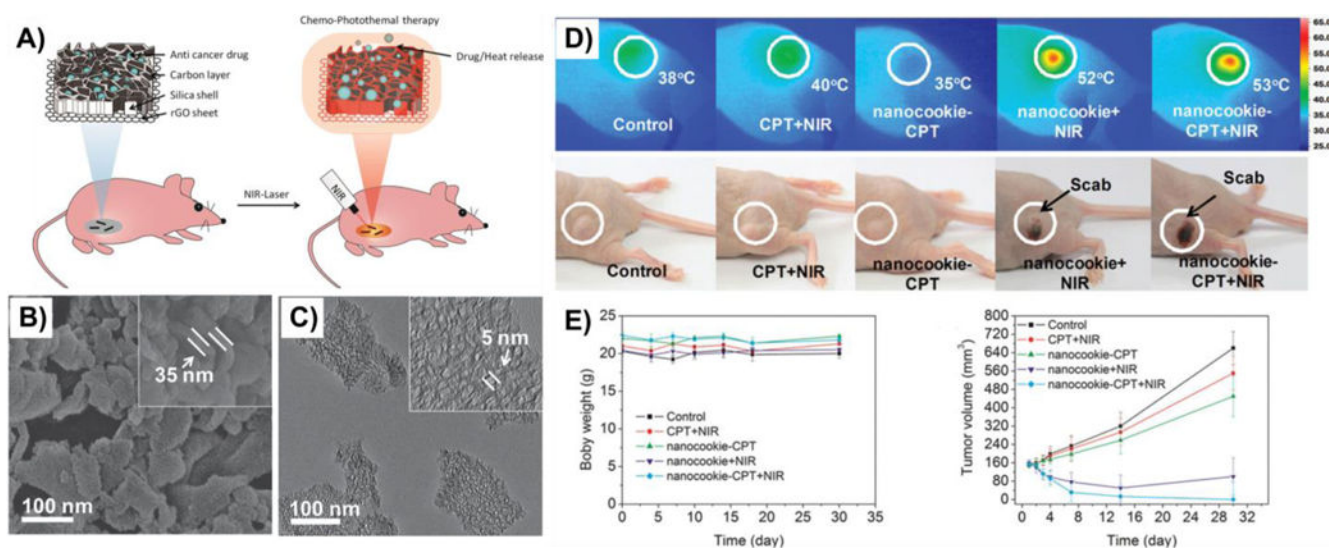 A)
Anti cancer drug
Carbon layer
Silica shell
rGO sheet
NIR-Laser
Chemo-Photothemal therapy
Drug/Heat release
NIR
B)
35 nm
100 nm
C)
5 nm
100 nm
D)
38°C
Control
40°C
CPT+NIR
35°C
nanocookie-
CPT
52°C
nanocookie+
NIR
53°C
nanocookie-
CPT+NIR
65.0
60.0
55.0
50.0
45.0
40.0
35.0
30.0
25.0
Control
CPT+NIR
nanocookie-
CPT
Scab
nanocookie+
NIR
Scab
nanocookie-
CPT+NIR
E)
Boby weight (g)
25
20
15
10
5
0
Control
CPT+NIR
nanocookie-CPT
nanocookie+NIR
nanocookie-CPT+NIR
0 5 10 15 20 25 30 35
Time (day)
Tumor volume (mm³)
800
720
640
560
480
400
320
240
160
80
0
Control
CPT+NIR
nanocookie-CPT
nanocookie+NIR
nanocookie-CPT+NIR
0 4 8 12 16 20 24 28 32
Time (day)